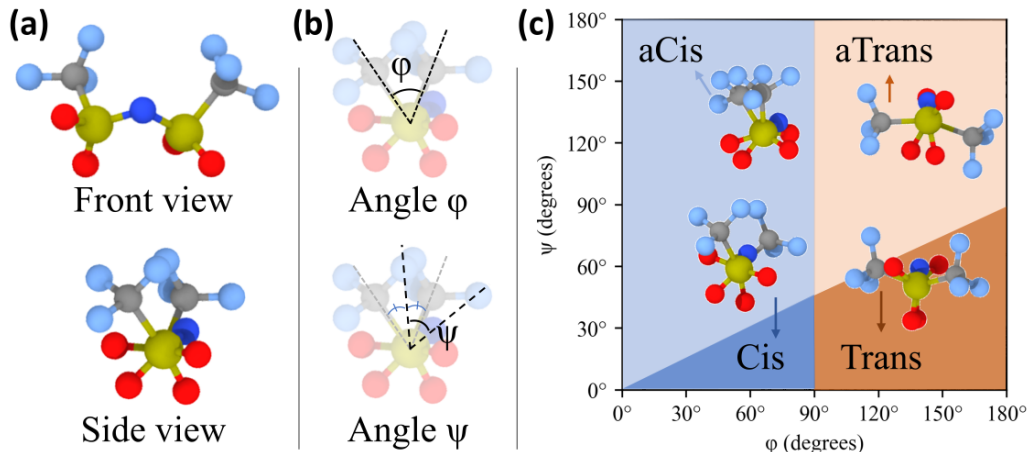 (a)
Front view
Side view
(b)
φ
Angle φ
ψ
Angle ψ
(c)
180°
150°
120°
90°
60°
30°
0°
ψ (degrees)
aCis
aTrans
Cis
Trans
0°
30°
60°
90°
120°
150°
180°
φ (degrees)